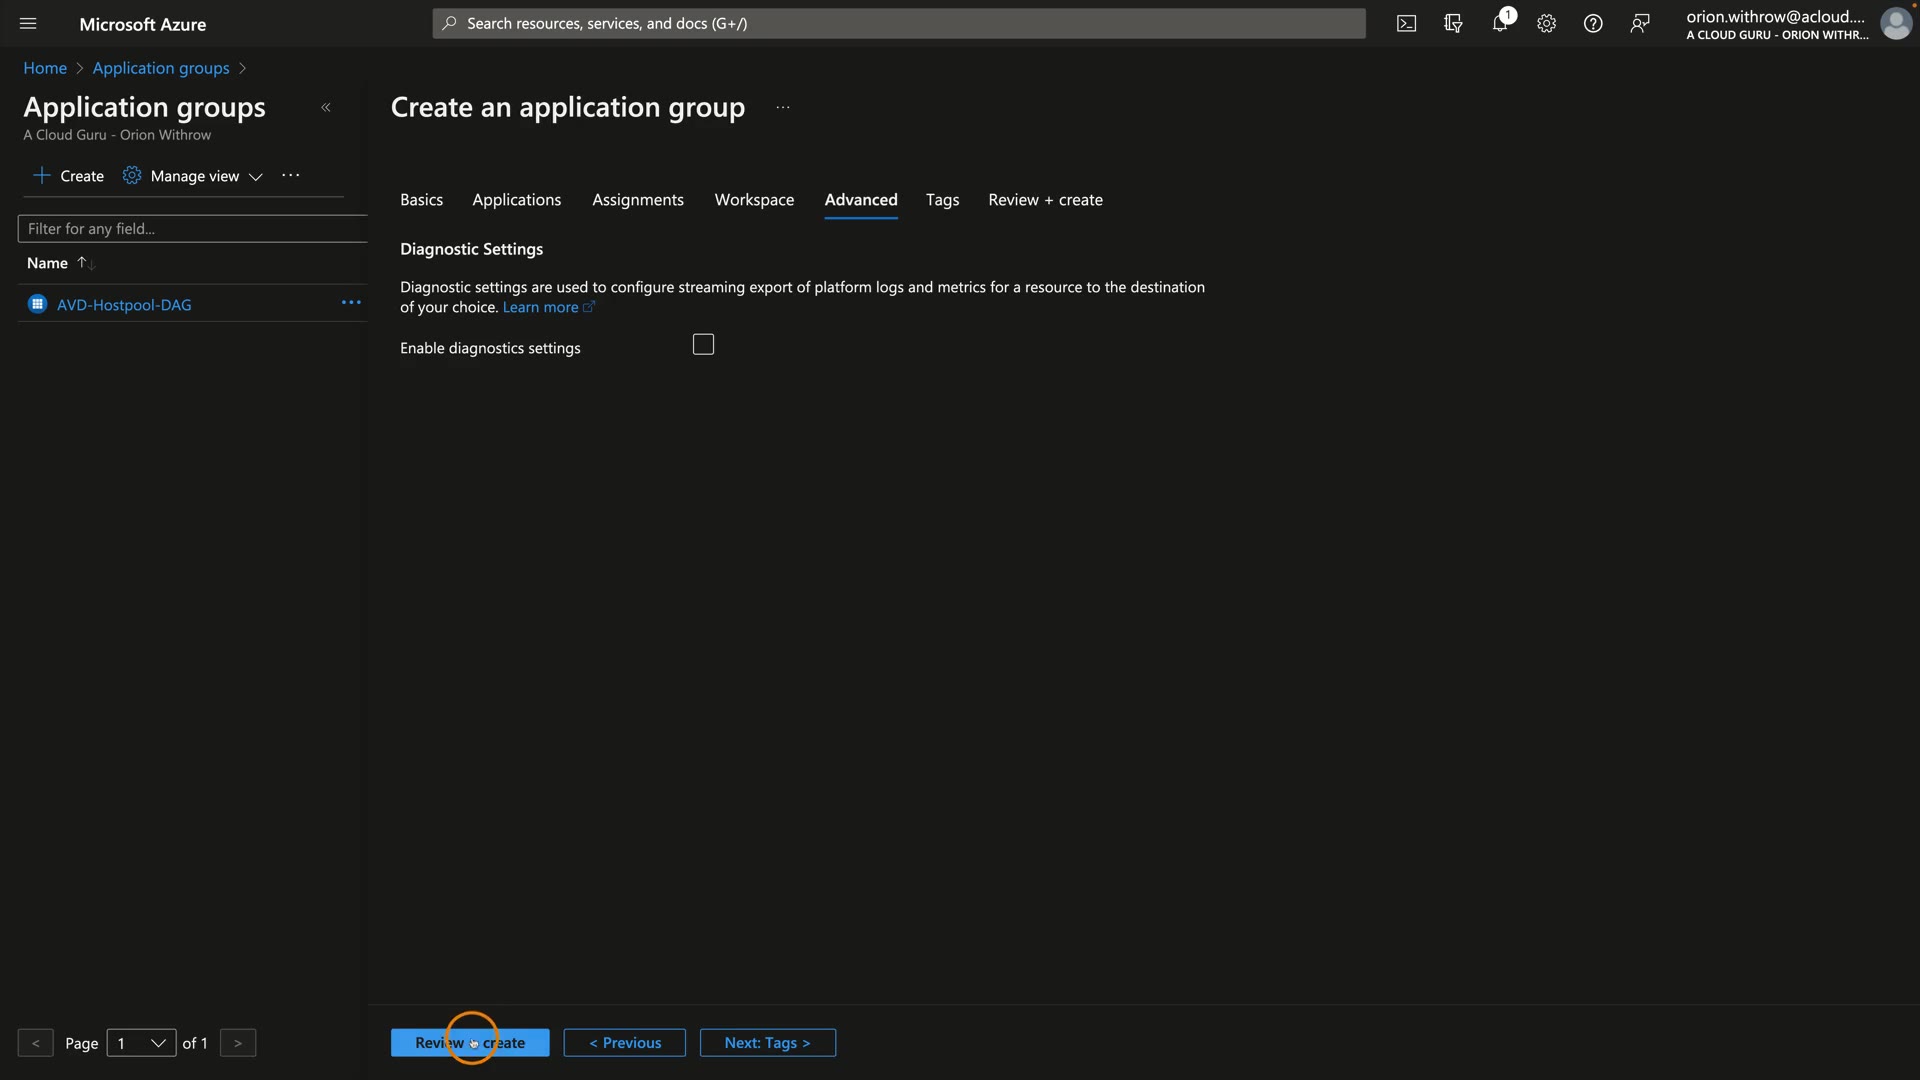 Microsoft Azure
Search resources, services, and docs (G+/)
1
orion.withrow@acloud....
A CLOUD GURU - ORION WITHR...
Home > Application groups >
Application groups
A Cloud Guru - Orion Withrow
Create
Manage view
Filter for any field...
Name
AVD-Hostpool-DAG
< Page 1 of 1 >
Create an application group
Basics Applications Assignments Workspace Advanced Tags Review + create
Diagnostic Settings
Diagnostic settings are used to configure streaming export of platform logs and metrics for a resource to the destination
of your choice. Learn more
Enable diagnostics settings
Review + create < Previous Next: Tags >